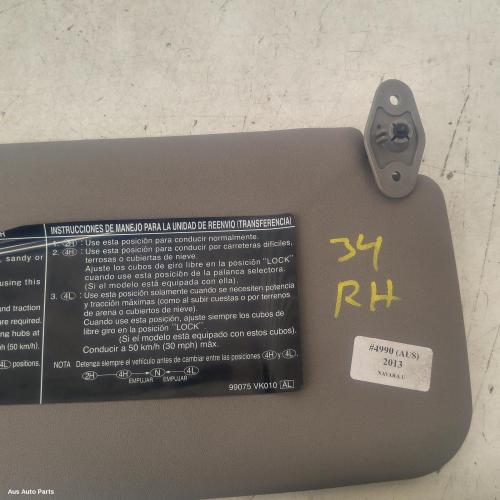 R
sandy or
using this
and traction
are required.
ing hubs at
ph (50 km/h).
4L positions.
INSTRUCCIONES DE MANEJO PARA LA UNIDAD DE REENVIO (TRANSFERENCIA)
1. 2H : Use esta posición para conducir normalmente.
2. 4H : Use esta posición para conducir por carreteras difíciles,
terrosas o cubiertas de nieve.
Ajuste los cubos de giro libre en la posición "LOCK"
cuando use esta posición de la palanca selectora.
(Si el modelo está equipada con ella).
3. 4L : Use esta posición solamente cuando se necesiten potencia
y tracción máximas (como al subir cuestas o por terrenos
de arena o cubiertos de nieve).
Cuando use esta posición, ajuste siempre los cubos de
libre giro en la posición "LOCK".
(Si el modelo está equipado con estos cubos).
Conducir a 50 km/h (30 mph) máx.
NOTA Detenga siempre el vehículo antes de cambiar entre las posiciones 4H y 4L.
2H 4H N 4L
EMPUJAR EMPUJAR
99075 VK010 AL
34
RH
#4990 (AUS)
2013
NAVARA U
Aus Auto Parts